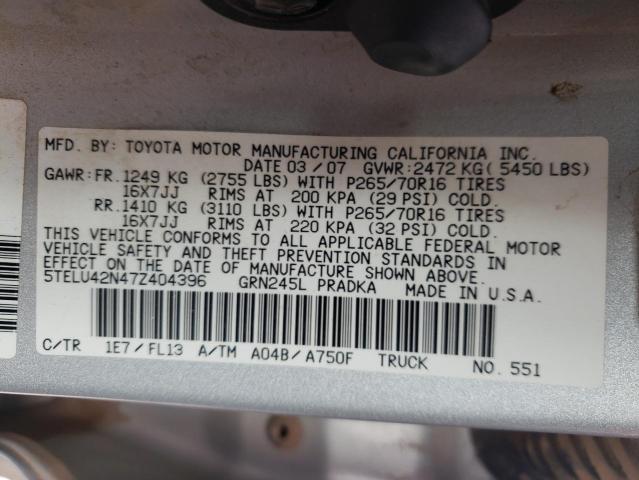 MFD. BY: TOYOTA MOTOR MANUFACTURING CALIFORNIA INC.
DATE 03 / 07 GVWR: 2472 KG ( 5450 LBS)
GAWR: FR. 1249 KG (2755 LBS) WITH P265/70R16 TIRES
16X7JJ RIMS AT 200 KPA (29 PSI) COLD.
RR. 1410 KG (3110 LBS) WITH P265/70R16 TIRES
16X7JJ RIMS AT 220 KPA (32 PSI) COLD.
THIS VEHICLE CONFORMS TO ALL APPLICABLE FEDERAL MOTOR
VEHICLE SAFETY AND THEFT PREVENTION STANDARDS IN
EFFECT ON THE DATE OF MANUFACTURE SHOWN ABOVE.
5TELU42N47Z404396 GRN245L PRADKA MADE IN U.S.A.
C/TR 1E7 / FL13 A/TM A04B / A750F TRUCK NO. 551